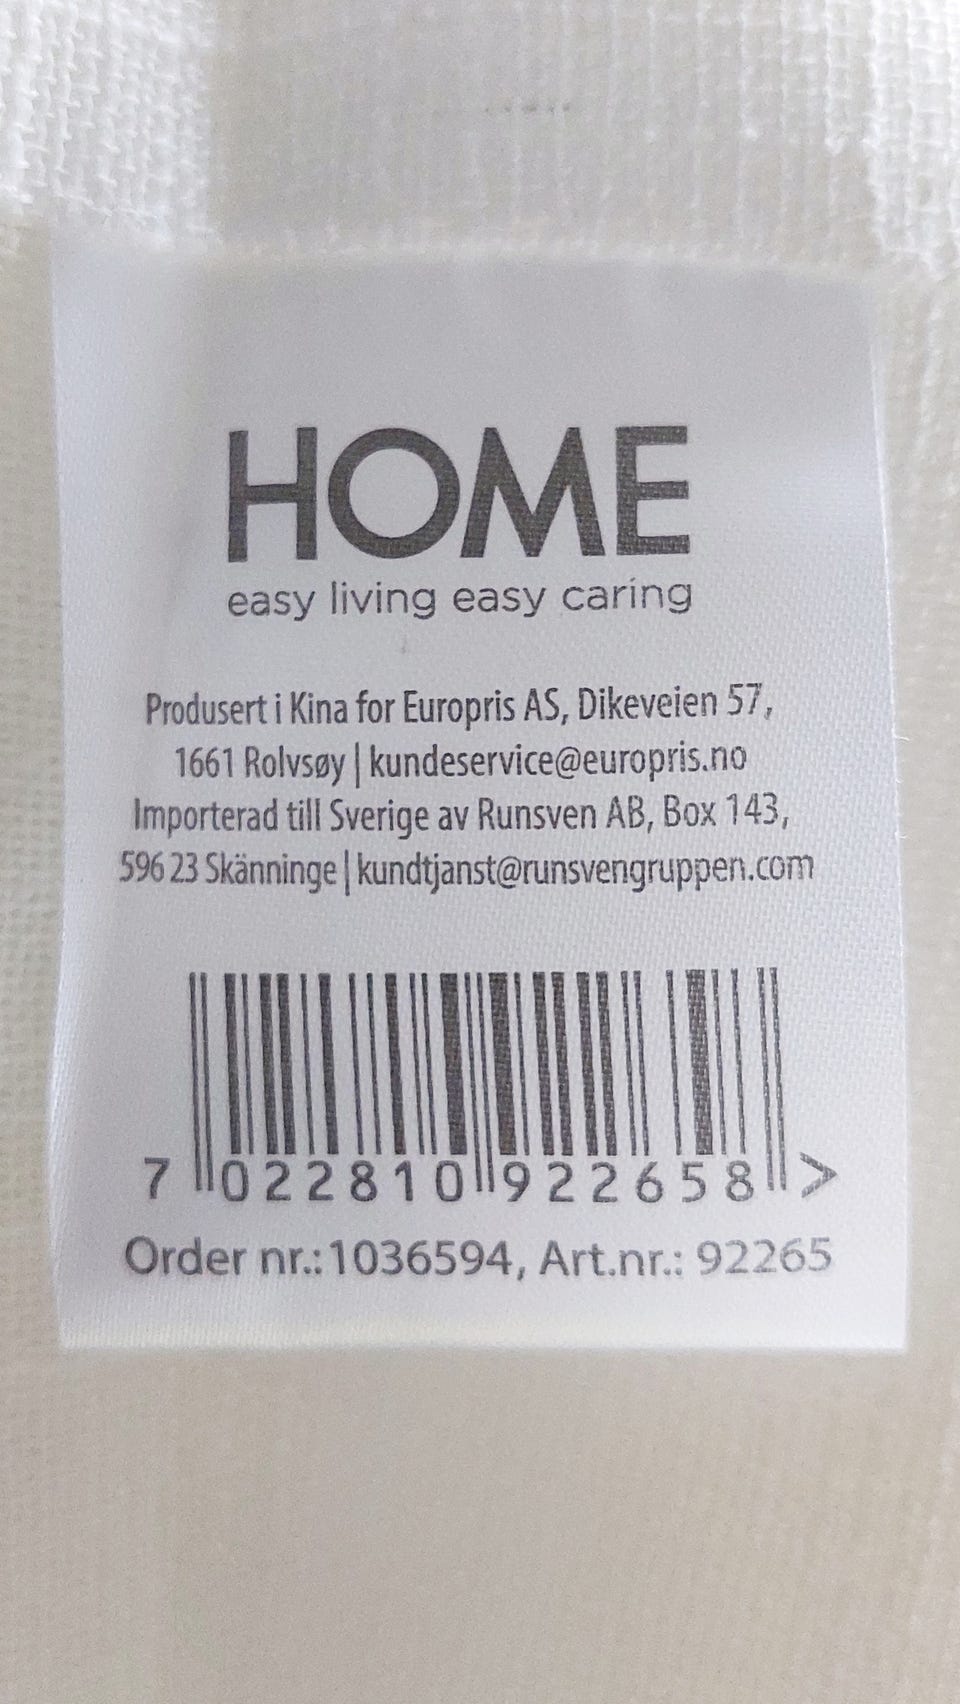 HOME
easy living easy caring
Produsert i Kina for Europris AS, Dikeveien 57,
1661 Rolvsøy | kundeservice@europris.no
Importerad till Sverige av Runsven AB, Box 143,
596 23 Skänninge | kundtjanst@runsvengruppen.com
7 022810 922658 >
Order nr.: 1036594, Art.nr.: 92265